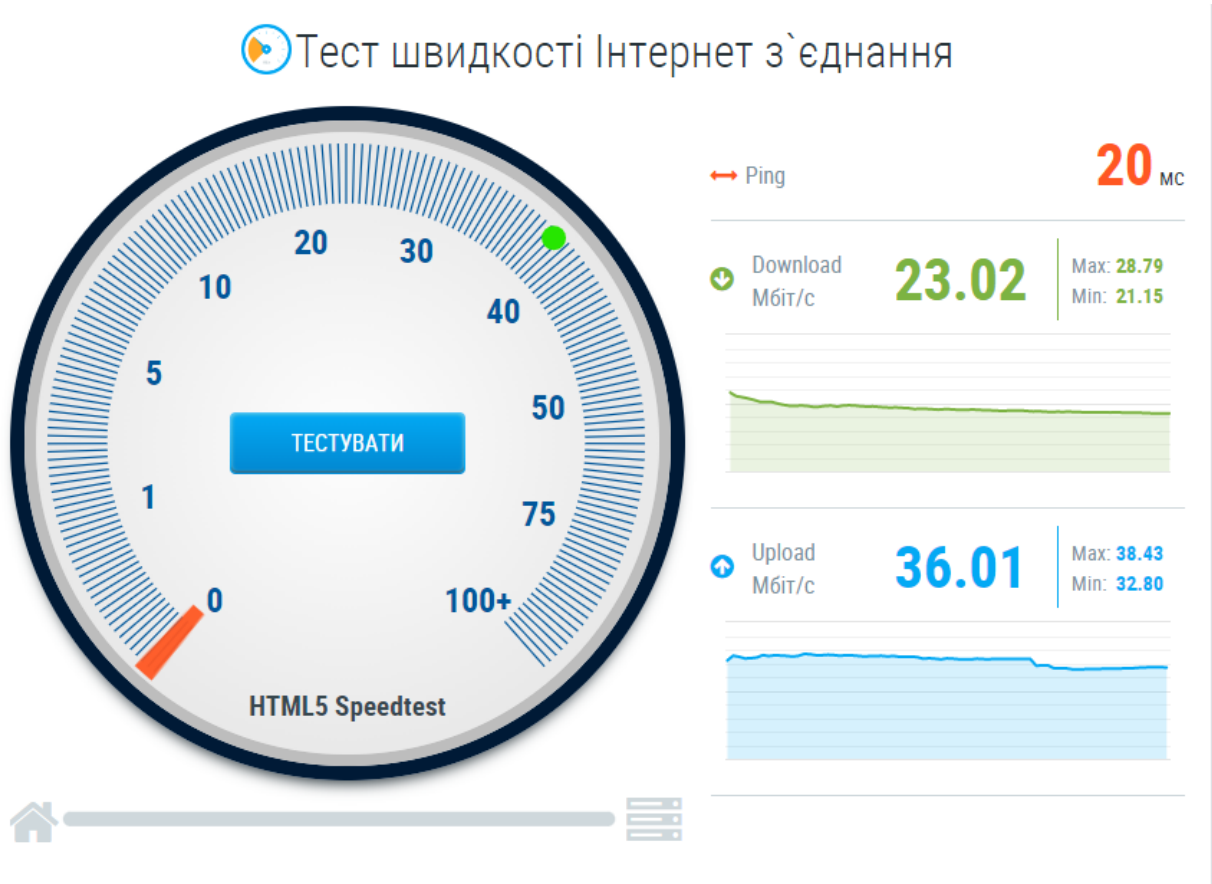 Тест швидкості Інтернет з`єднання
20
30
10
40
5
50
ТЕСТУВАТИ
1
75
0
100+
HTML5 Speedtest
Ping
20 мс
Download
Мбіт/с
23.02
Max: 28.79
Min: 21.15
Upload
Мбіт/с
36.01
Max: 38.43
Min: 32.80